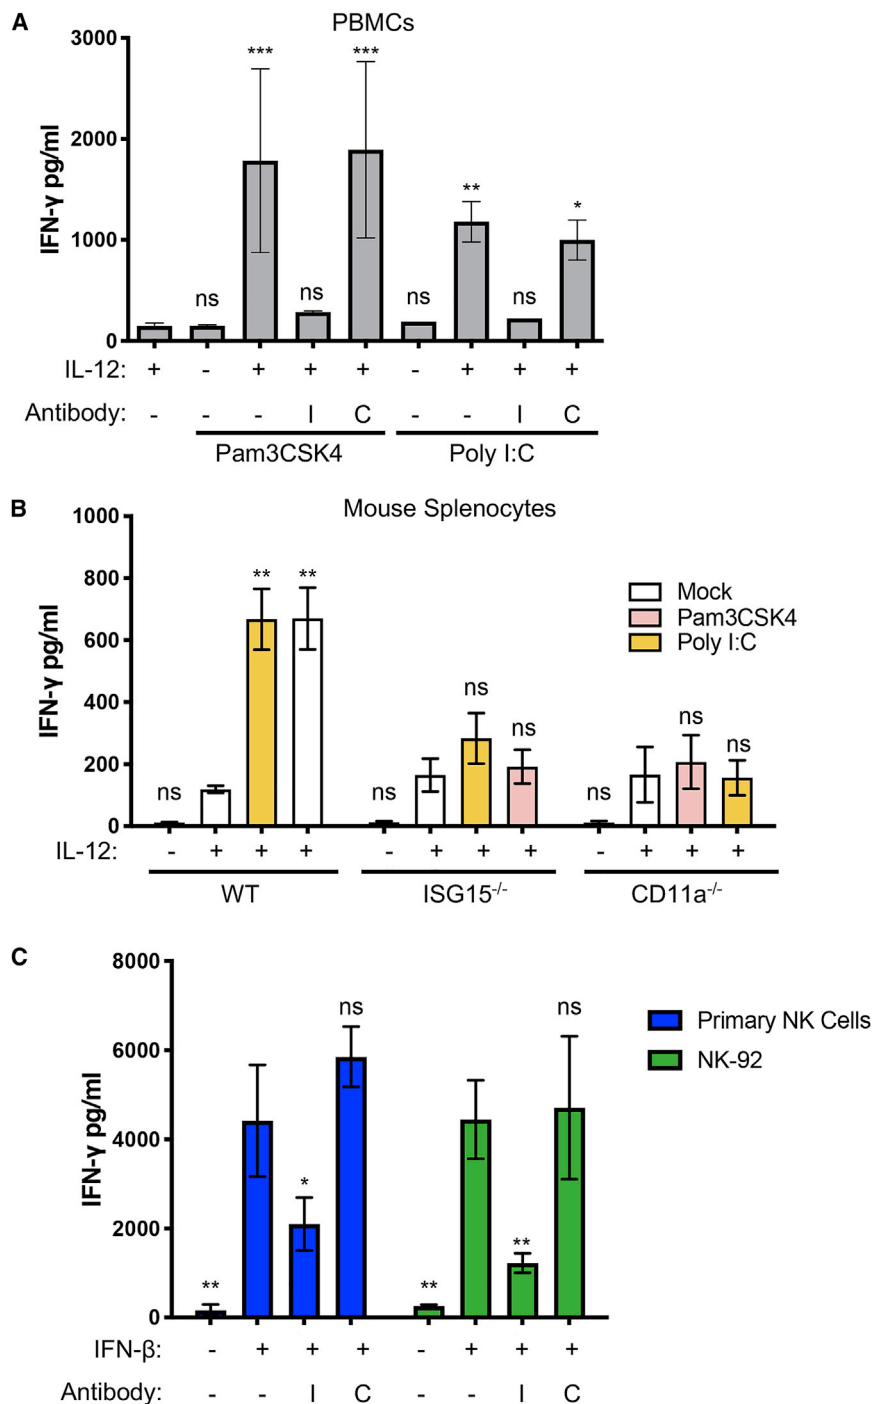 A
PBMCs
IFN-γ pg/ml
3000
2000
1000
0
ns *** ns *** ns ** ns *
IL-12: + - + + + - + + +
Antibody: - - - I C - - I C
Pam3CSK4 Poly I:C
B
Mouse Splenocytes
IFN-γ pg/ml
1000
800
600
400
200
0
Mock
Pam3CSK4
Poly I:C
ns ** ** ns ns ns ns ns ns
IL-12: - + + + - + + + - + + +
WT ISG15-/- CD11a-/-
C
IFN-γ pg/ml
8000
6000
4000
2000
0
Primary NK Cells
NK-92
** * ns ** ** ns
IFN-β: - + + + - + + +
Antibody: - - I C - - I C